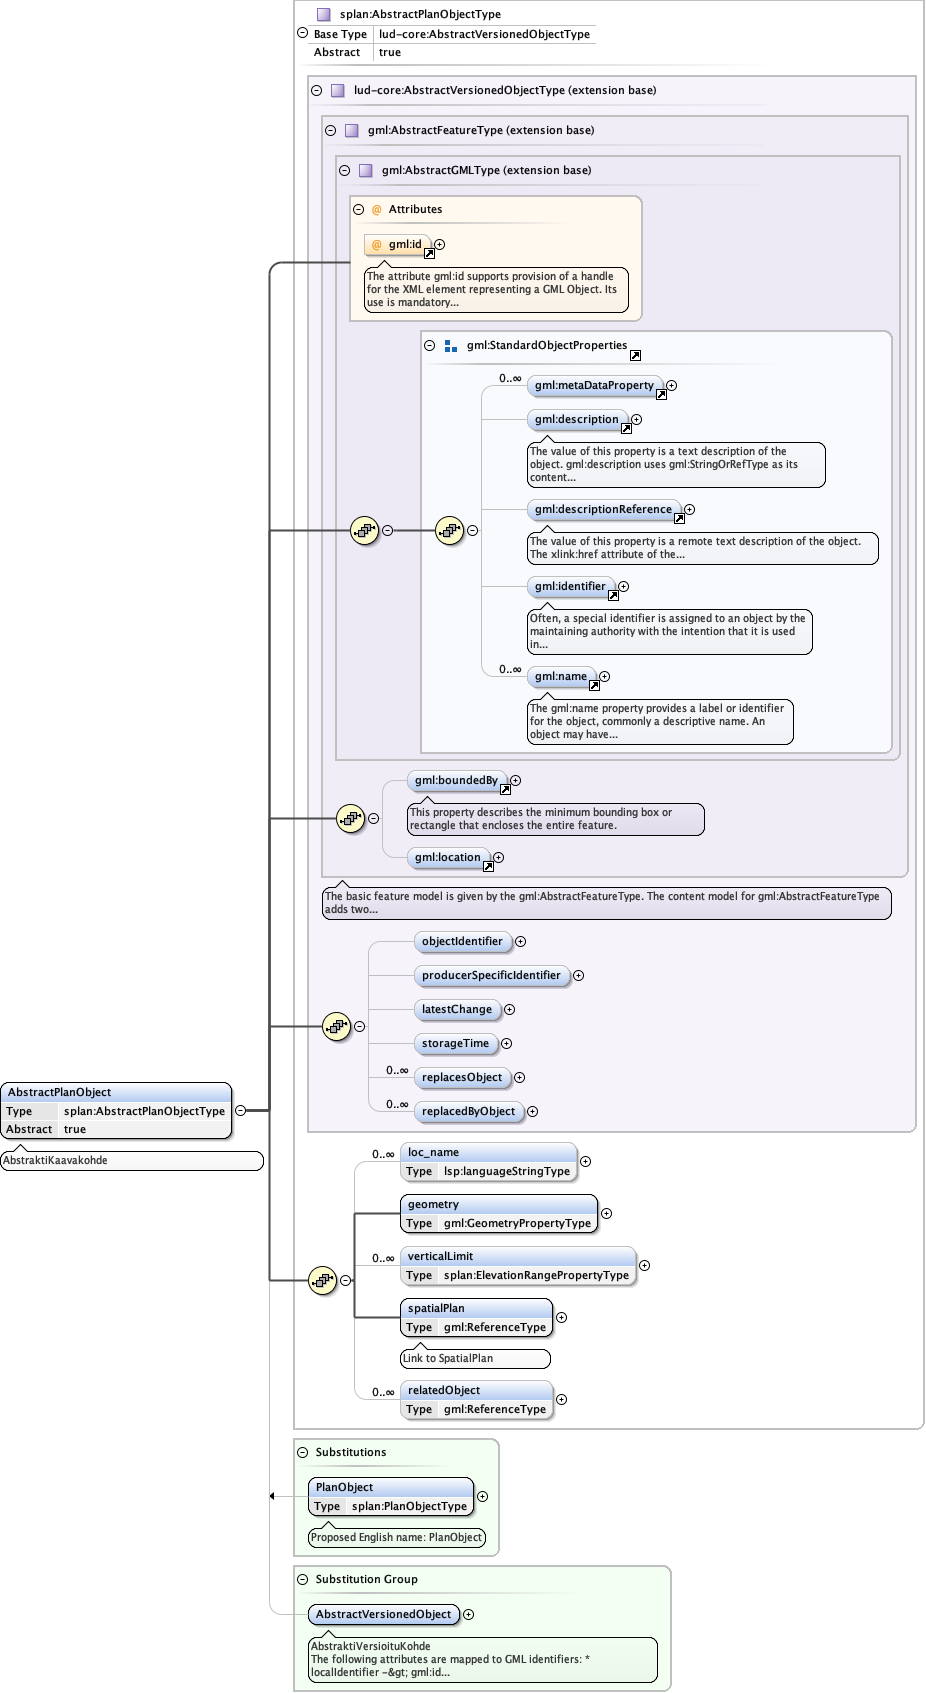 splan:AbstractPlanObjectType
Base Type lud-core:AbstractVersionedObjectType
Abstract true
lud-core:AbstractVersionedObjectType (extension base)
gml:AbstractFeatureType (extension base)
gml:AbstractGMLType (extension base)
@ Attributes
@ gml:id
The attribute gml:id supports provision of a handle
for the XML element representing a GML Object. Its
use is mandatory...
gml:StandardObjectProperties
0..∞
gml:metaDataProperty
gml:description
The value of this property is a text description of the
object. gml:description uses gml:StringOrRefType as its
content...
gml:descriptionReference
The value of this property is a remote text description of the object.
The xlink:href attribute of the...
gml:identifier
Often, a special identifier is assigned to an object by the
maintaining authority with the intention that it is used
in...
0..∞
gml:name
The gml:name property provides a label or identifier
for the object, commonly a descriptive name. An
object may have...
gml:boundedBy
This property describes the minimum bounding box or
rectangle that encloses the entire feature.
gml:location
The basic feature model is given by the gml:AbstractFeatureType. The content model for gml:AbstractFeatureType
adds two...
objectIdentifier
producerSpecificIdentifier
latestChange
storageTime
0..∞
replacesObject
0..∞
replacedByObject
AbstractPlanObject
Type splan:AbstractPlanObjectType
Abstract true
AbstraktiKaavakohde
0..∞
loc_name
Type lsp:languageStringType
geometry
Type gml:GeometryPropertyType
0..∞
verticalLimit
Type splan:ElevationRangePropertyType
spatialPlan
Type gml:ReferenceType
Link to SpatialPlan
0..∞
relatedObject
Type gml:ReferenceType
Substitutions
PlanObject
Type splan:PlanObjectType
Proposed English name: PlanObject
Substitution Group
AbstractVersionedObject
AbstraktiVersioituKohde
The following attributes are mapped to GML identifiers: *
localIdentifier -&gt; gml:id...